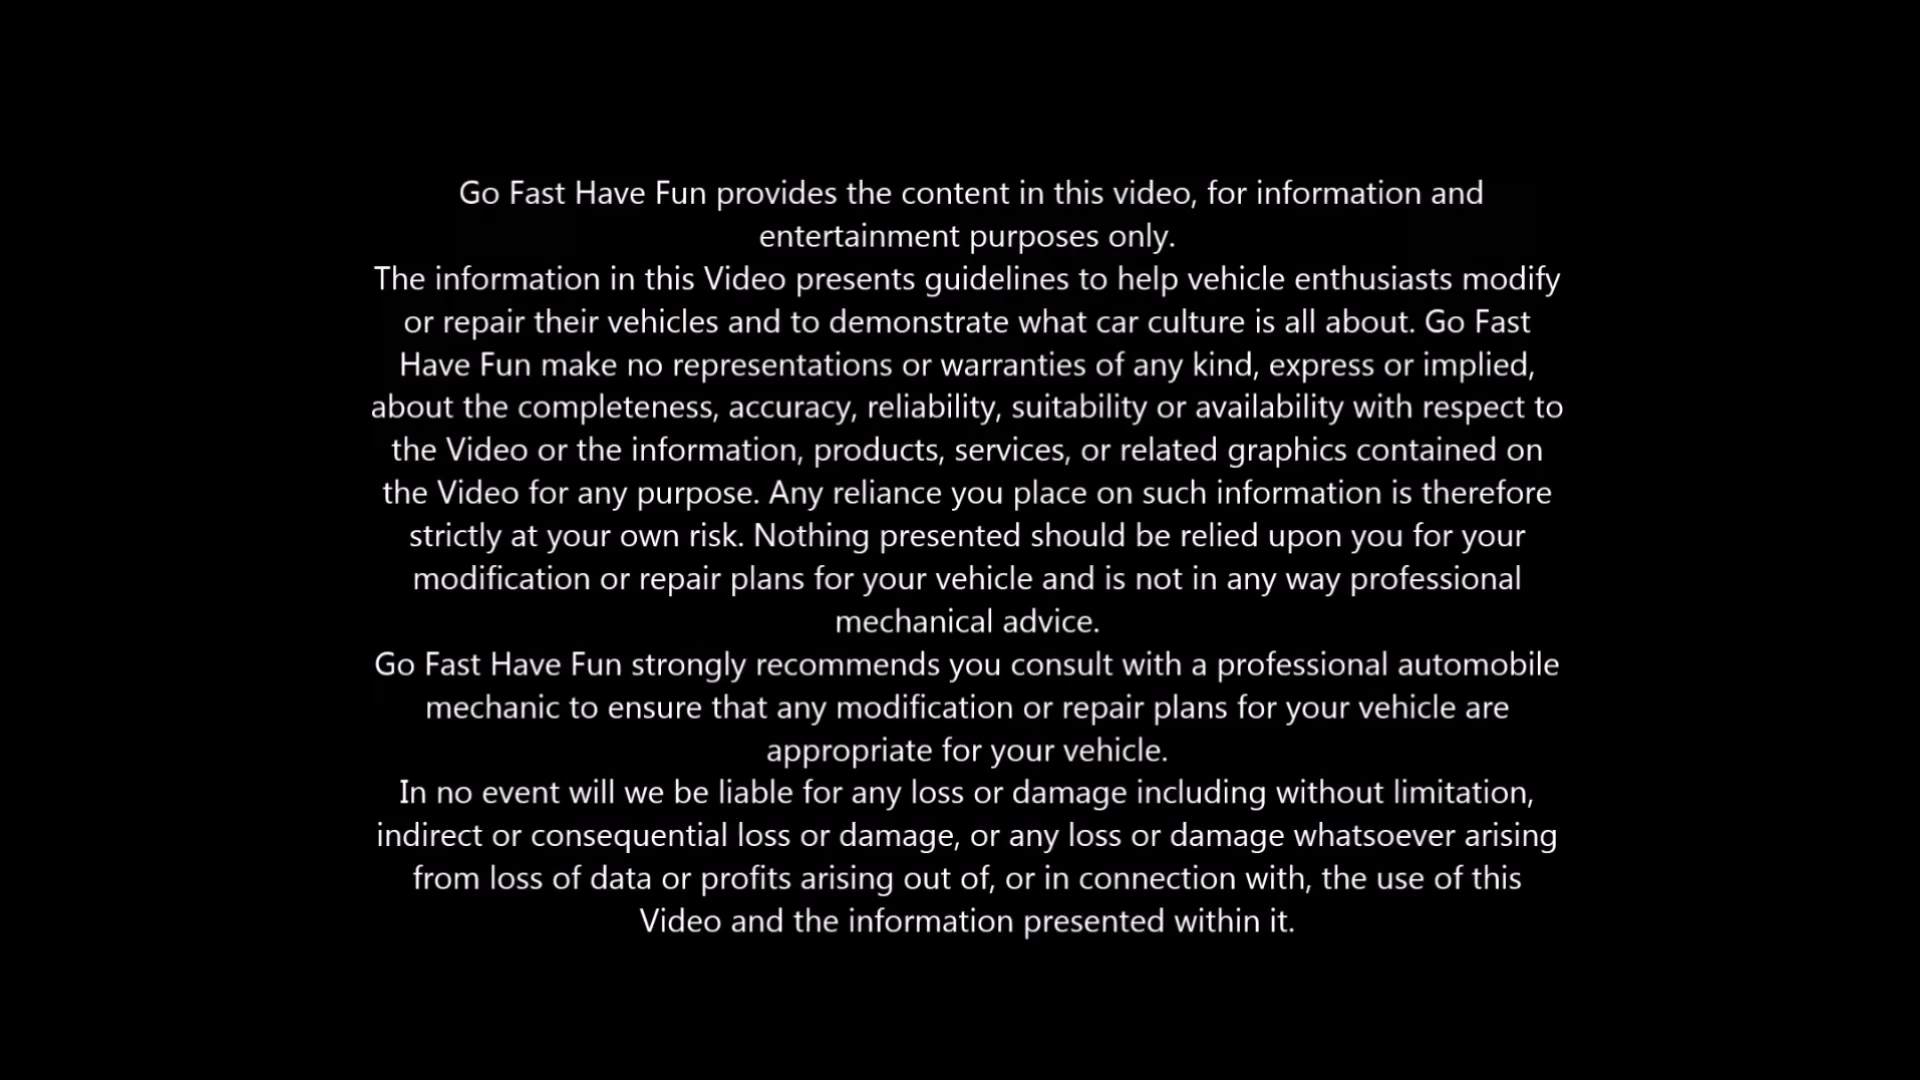 Go Fast Have Fun provides the content in this video, for information and
entertainment purposes only.
The information in this Video presents guidelines to help vehicle enthusiasts modify
or repair their vehicles and to demonstrate what car culture is all about. Go Fast
Have Fun make no representations or warranties of any kind, express or implied,
about the completeness, accuracy, reliability, suitability or availability with respect to
the Video or the information, products, services, or related graphics contained on
the Video for any purpose. Any reliance you place on such information is therefore
strictly at your own risk. Nothing presented should be relied upon you for your
modification or repair plans for your vehicle and is not in any way professional
mechanical advice.
Go Fast Have Fun strongly recommends you consult with a professional automobile
mechanic to ensure that any modification or repair plans for your vehicle are
appropriate for your vehicle.
In no event will we be liable for any loss or damage including without limitation,
indirect or consequential loss or damage, or any loss or damage whatsoever arising
from loss of data or profits arising out of, or in connection with, the use of this
Video and the information presented within it.